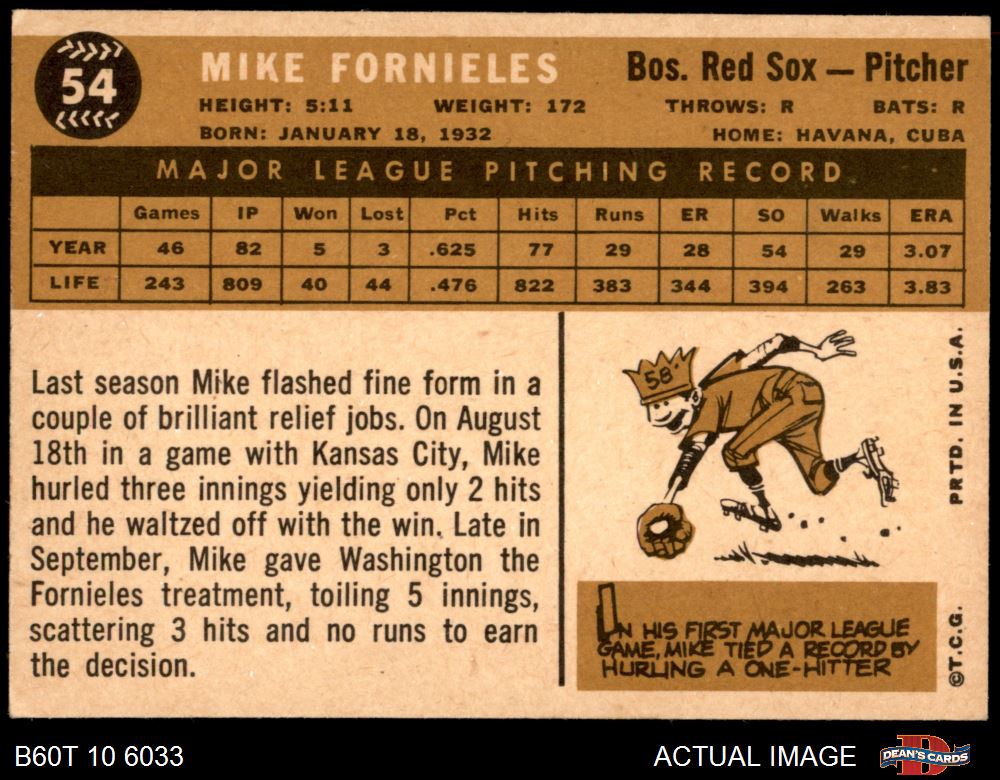 54
MIKE FORNIELES
Bos. Red Sox — Pitcher
HEIGHT: 5:11 WEIGHT: 172 THROWS: R BATS: R
BORN: JANUARY 18, 1932 HOME: HAVANA, CUBA
MAJOR LEAGUE PITCHING RECORD
Games IP Won Lost Pct Hits Runs ER SO Walks ERA
YEAR 46 82 5 3 .625 77 29 28 54 29 3.07
LIFE 243 809 40 44 .476 822 383 344 394 263 3.83
Last season Mike flashed fine form in a
couple of brilliant relief jobs. On August
18th in a game with Kansas City, Mike
hurled three innings yielding only 2 hits
and he waltzed off with the win. Late in
September, Mike gave Washington the
Fornieles treatment, toiling 5 innings,
scattering 3 hits and no runs to earn
the decision.
58
IN HIS FIRST MAJOR LEAGUE
GAME, MIKE TIED A RECORD BY
HURLING A ONE-HITTER
PRTD. IN U.S.A.
©T.C.G.
B60T 10 6033
ACTUAL IMAGE
DEAN'S CARDS